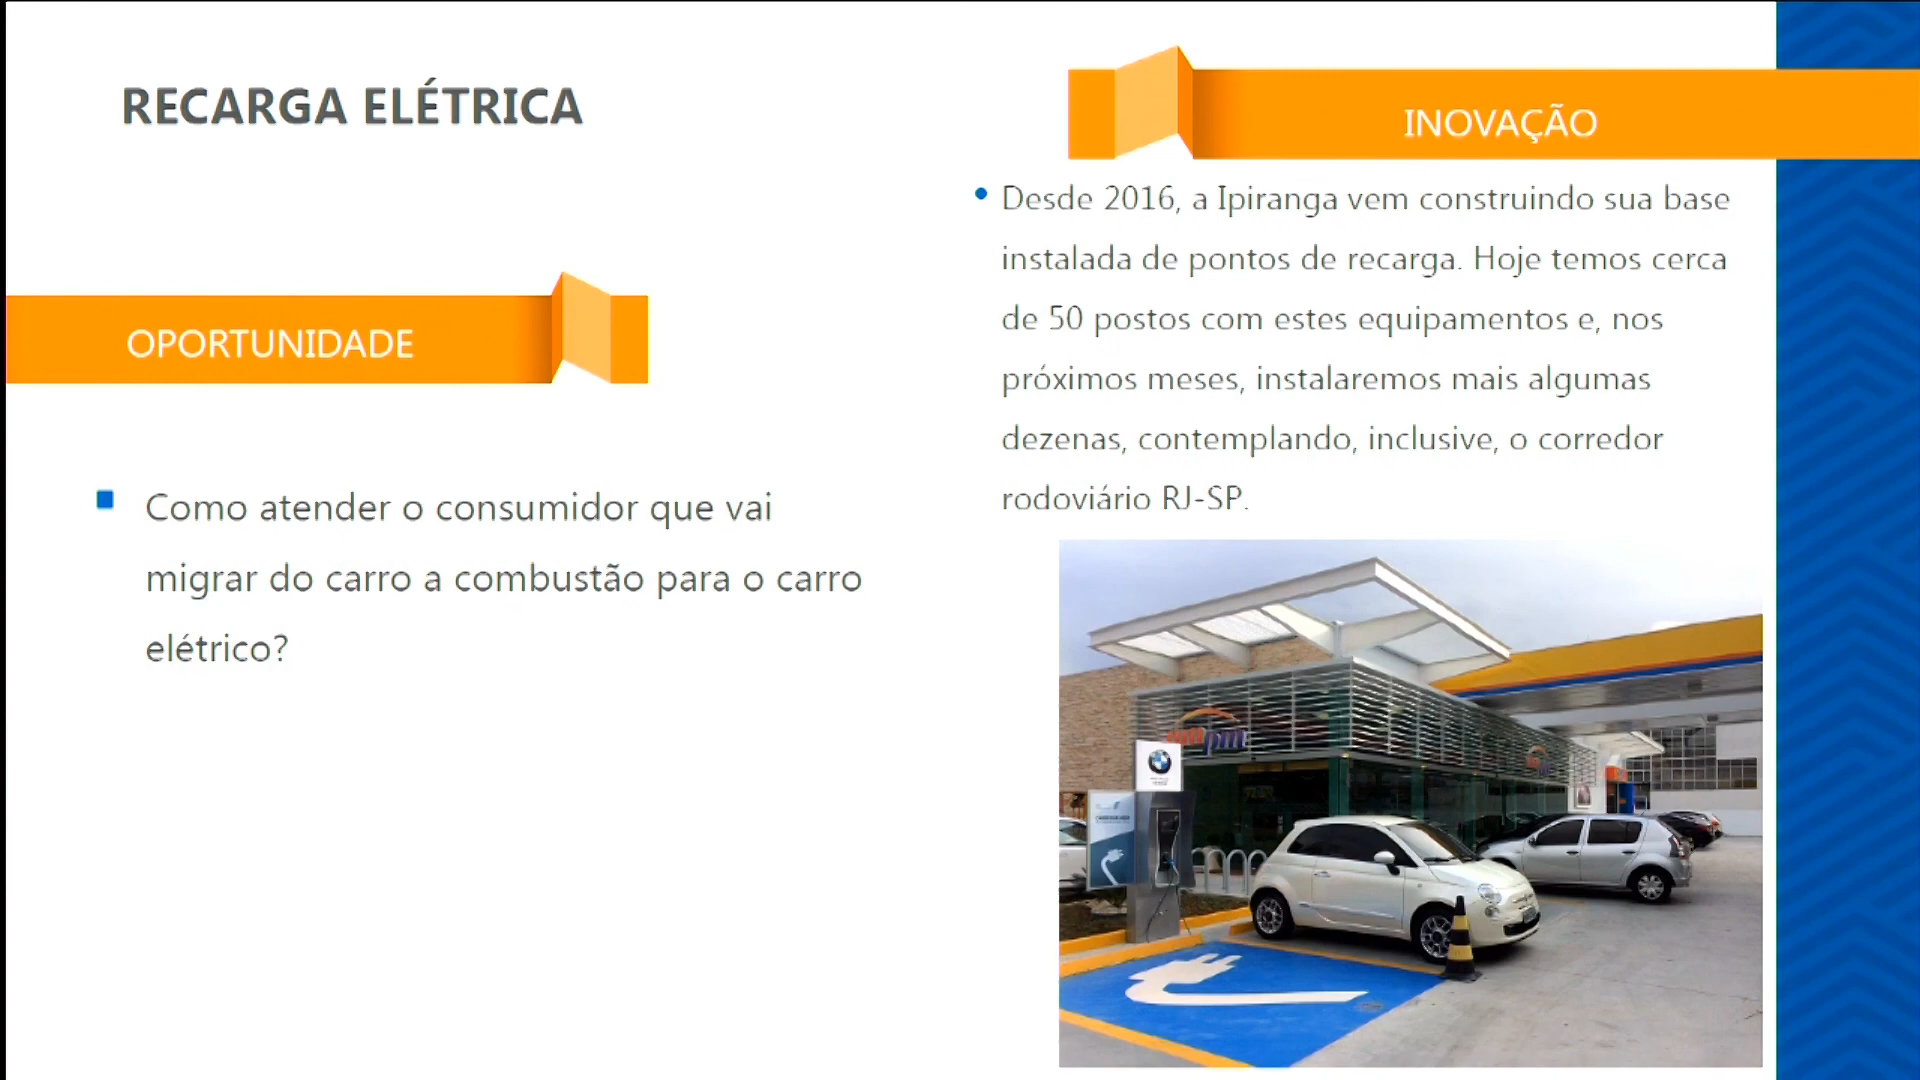 RECARGA ELÉTRICA
OPORTUNIDADE
Como atender o consumidor que vai
migrar do carro a combustão para o carro
elétrico?
INOVAÇÃO
Desde 2016, a Ipiranga vem construindo sua base
instalada de pontos de recarga. Hoje temos cerca
de 50 postos com estes equipamentos e, nos
próximos meses, instalaremos mais algumas
dezenas, contemplando, inclusive, o corredor
rodoviário RJ-SP.
ampm